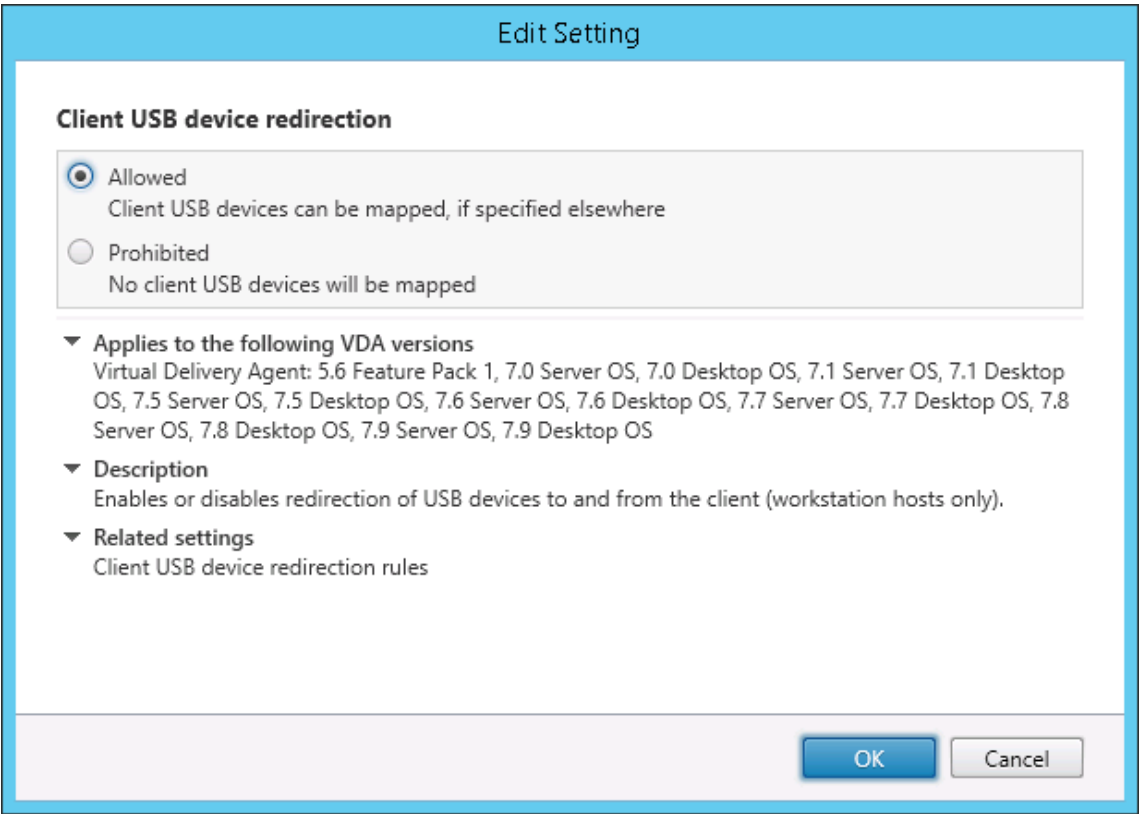 Edit Setting
Client USB device redirection
Allowed
Client USB devices can be mapped, if specified elsewhere
Prohibited
No client USB devices will be mapped
Applies to the following VDA versions
Virtual Delivery Agent: 5.6 Feature Pack 1, 7.0 Server OS, 7.0 Desktop OS, 7.1 Server OS, 7.1 Desktop
OS, 7.5 Server OS, 7.5 Desktop OS, 7.6 Server OS, 7.6 Desktop OS, 7.7 Server OS, 7.7 Desktop OS, 7.8
Server OS, 7.8 Desktop OS, 7.9 Server OS, 7.9 Desktop OS
Description
Enables or disables redirection of USB devices to and from the client (workstation hosts only).
Related settings
Client USB device redirection rules
OK
Cancel